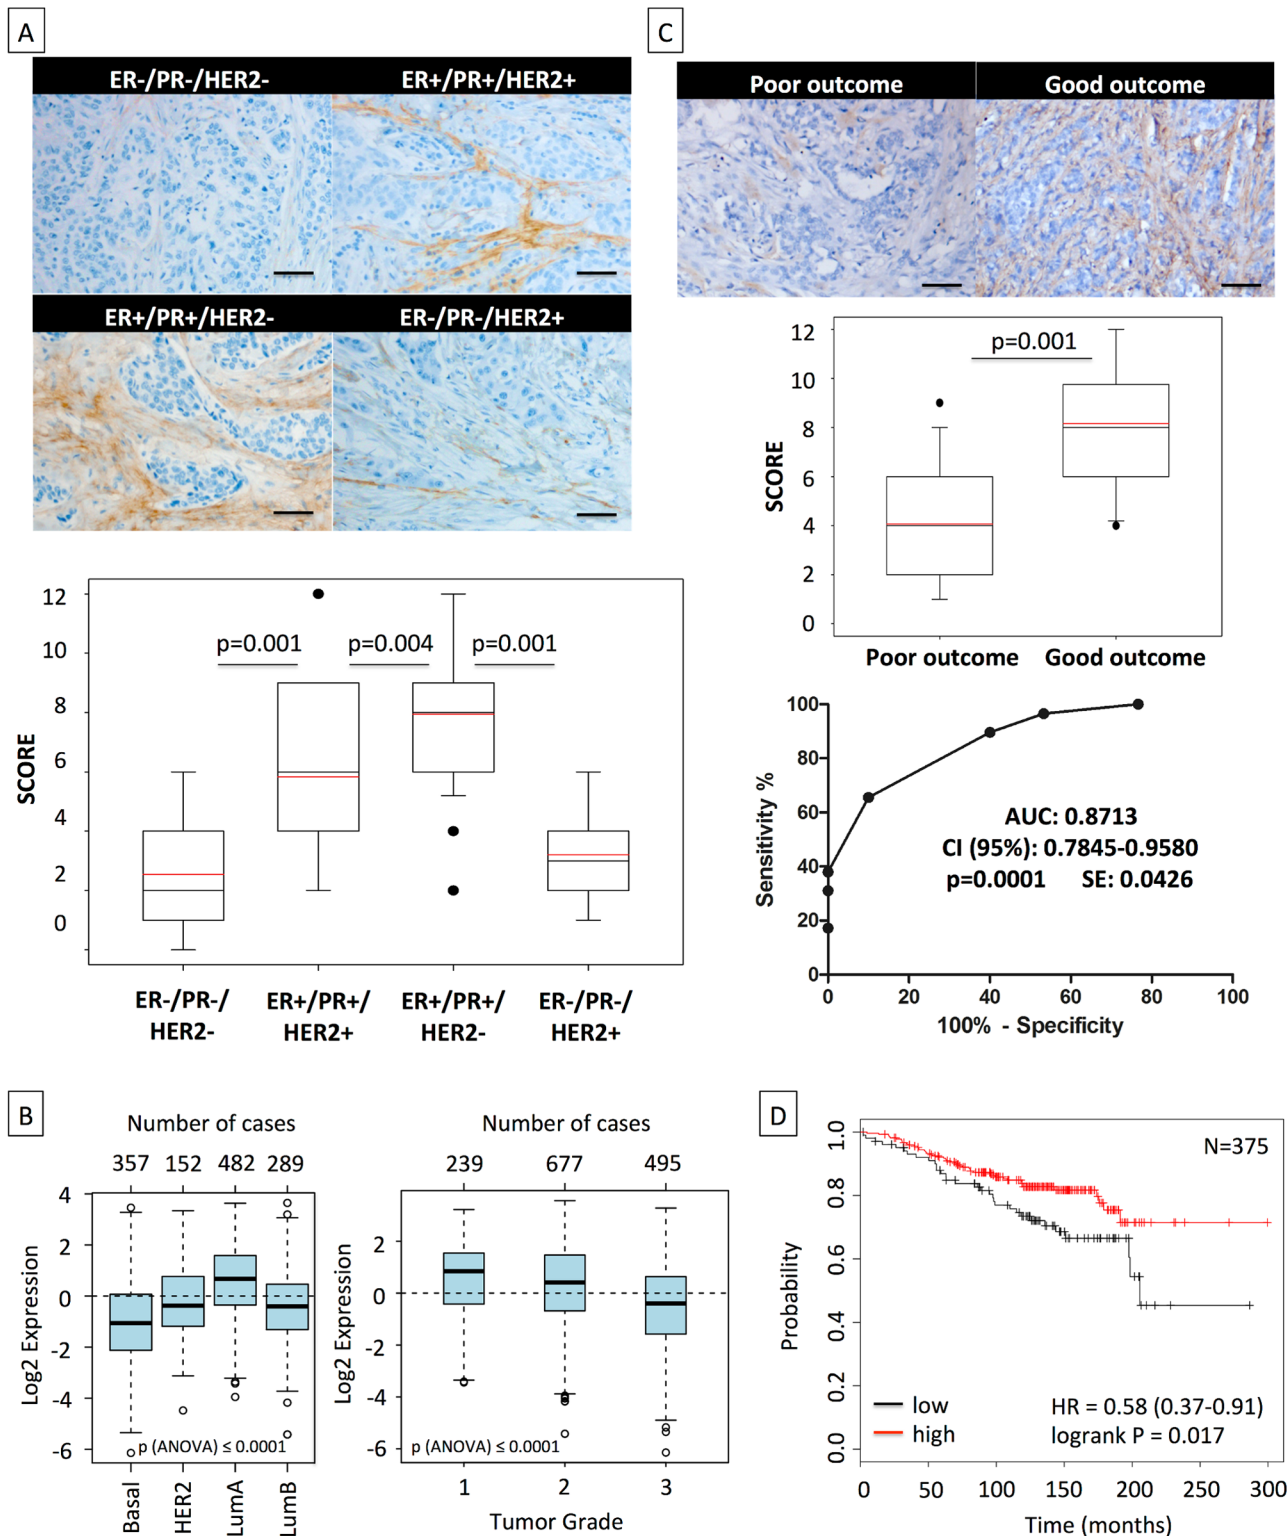 A
ER-/PR-/HER2-
ER+/PR+/HER2+
ER+/PR+/HER2-
ER-/PR-/HER2+
12
10
8
6
4
2
0
SCORE
p=0.001
p=0.004
p=0.001
ER-/PR-/
HER2-
ER+/PR+/
HER2+
ER+/PR+/
HER2-
ER-/PR-/
HER2+
C
Poor outcome
Good outcome
12
10
8
6
4
2
0
SCORE
p=0.001
Poor outcome
Good outcome
100
80
60
40
20
0
Sensitivity %
AUC: 0.8713
CI (95%): 0.7845-0.9580
p=0.0001 SE: 0.0426
0 20 40 60 80 100
100% - Specificity
B
Number of cases
357 152 482 289
4
2
0
-2
-4
-6
Log2 Expression
p (ANOVA) ≤ 0.0001
Basal
HER2
LumA
LumB
Number of cases
239 677 495
2
0
-2
-4
-6
Log2 Expression
p (ANOVA) ≤ 0.0001
1 2 3
Tumor Grade
D
N=375
1.0
0.8
0.6
0.4
0.2
0.0
Probability
low
high
HR = 0.58 (0.37-0.91)
logrank P = 0.017
0 50 100 150 200 250 300
Time (months)